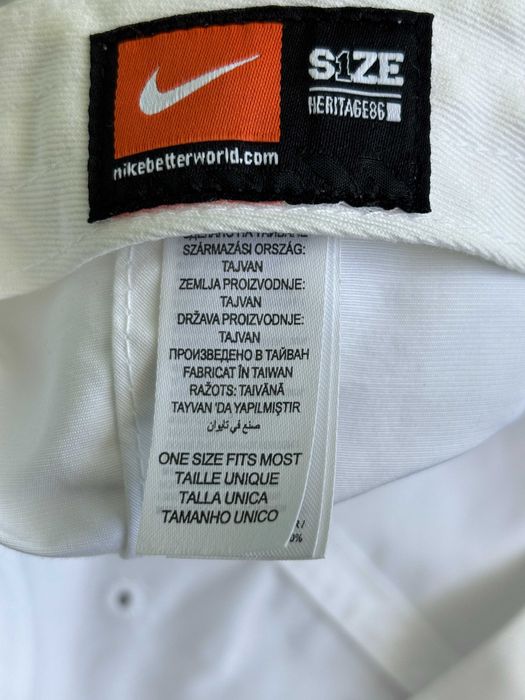 S1ZE
HERITAGE86
nikebetterworld.com
SZÁRMAZÁSI ORSZÁG:
TAJVAN
ZEMLJA PROIZVODNJE:
TAJVAN
DRŽAVA PROIZVODNJE:
TAJVAN
ПРОИЗВЕДЕНО В ТАЙВАН
FABRICAT ÎN TAIWAN
RAŽOTS: TAIVĀNĀ
TAYVAN 'DA YAPILMIŞTIR
صنع في تايوان
ONE SIZE FITS MOST
TAILLE UNIQUE
TALLA UNICA
TAMANHO UNICO